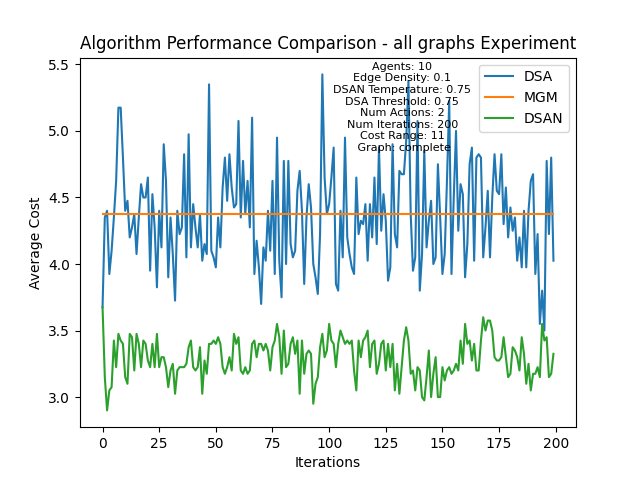 Algorithm Performance Comparison - all graphs Experiment
Agents: 10
Edge Density: 0.1
DSAN Temperature: 0.75
DSA Threshold: 0.75
Num Actions: 2
Num Iterations: 200
Cost Range: 11
Graph: complete
DSA
MGM
DSAN
Average Cost
5.5
5.0
4.5
4.0
3.5
3.0
0 25 50 75 100 125 150 175 200
Iterations